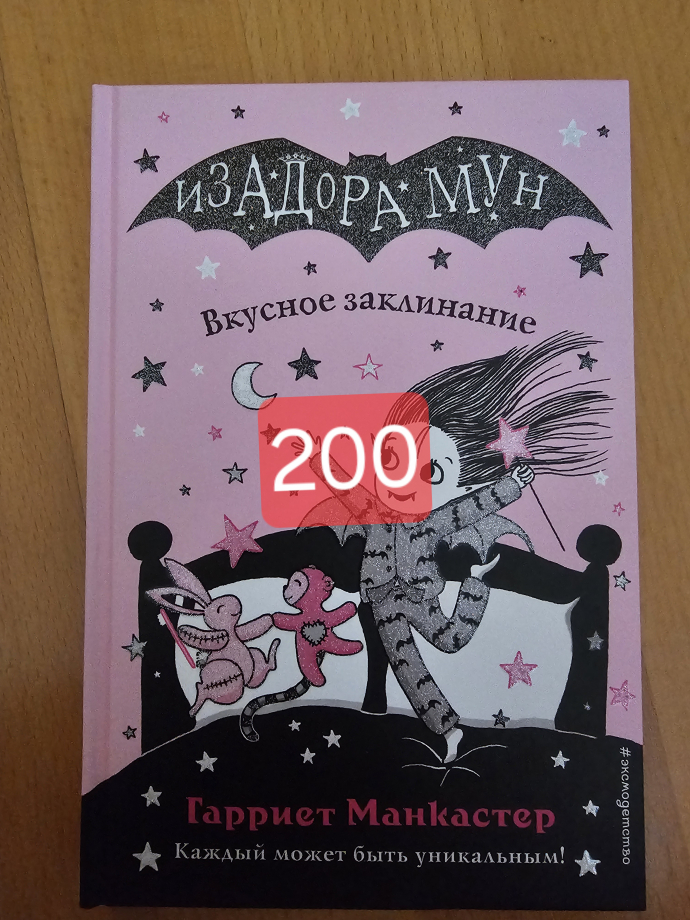 ИЗАДОРА МУН
Вкусное заклинание
200
Гарриет Манкастер
Каждый может быть уникальным!
#эксмодетство